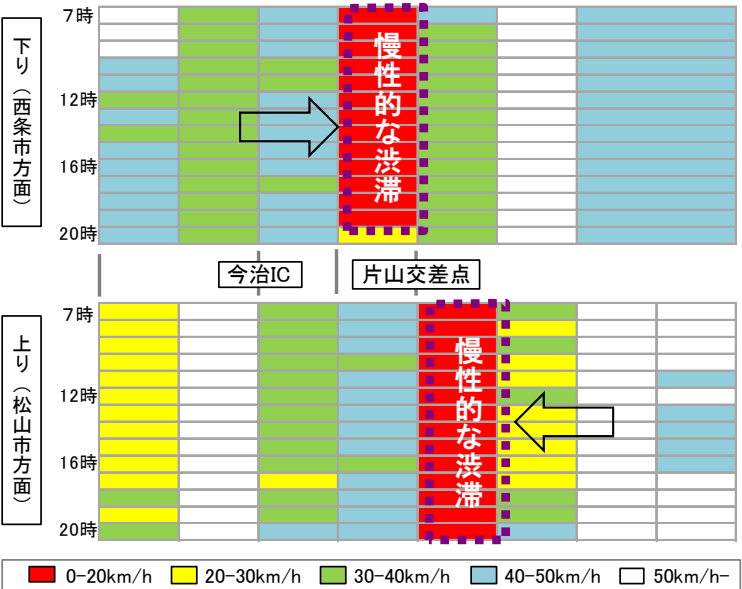 下り（西条市方面）
7時
12時
16時
20時
慢性的な渋滞
今治IC
片山交差点
上り（松山市方面）
7時
12時
16時
20時
慢性的な渋滞
0-20km/h
20-30km/h
30-40km/h
40-50km/h
50km/h-